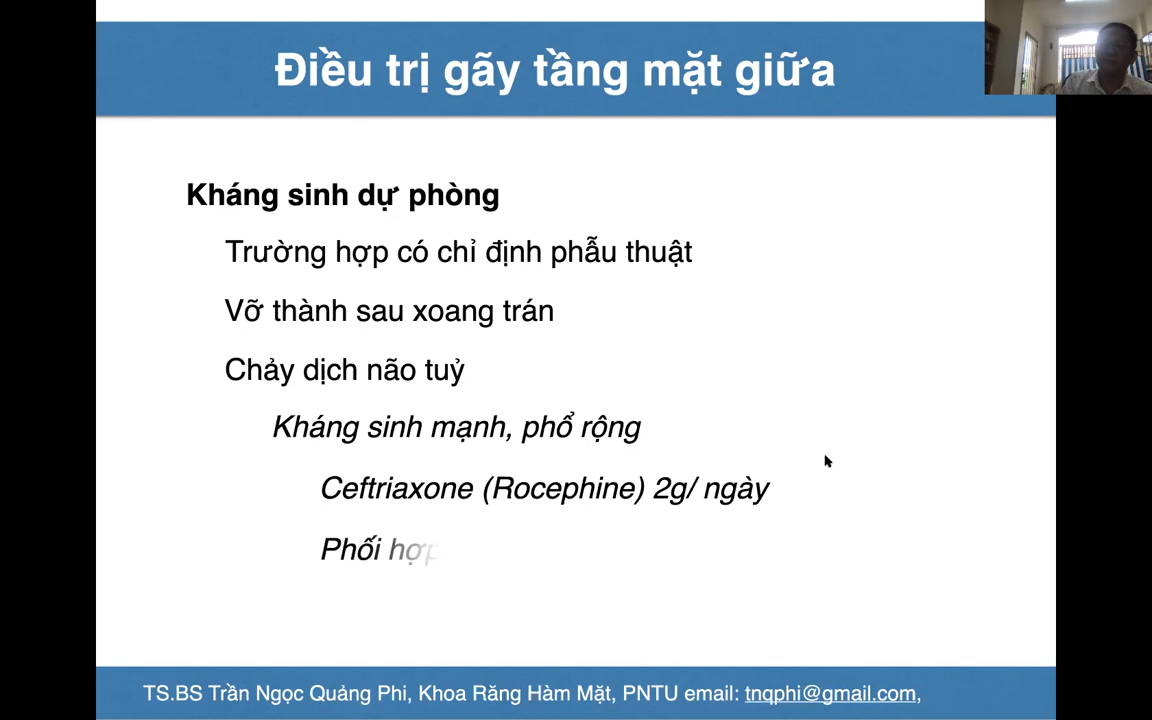 Điều trị gãy tầng mặt giữa
Kháng sinh dự phòng
Trường hợp có chỉ định phẫu thuật
Vỡ thành sau xoang trán
Chảy dịch não tuỷ
Kháng sinh mạnh, phổ rộng
Ceftriaxone (Rocephine) 2g/ ngày
Phối hợp
TS.BS Trần Ngọc Quảng Phi, Khoa Răng Hàm Mặt, PNTU email: tnqphi@gmail.com,